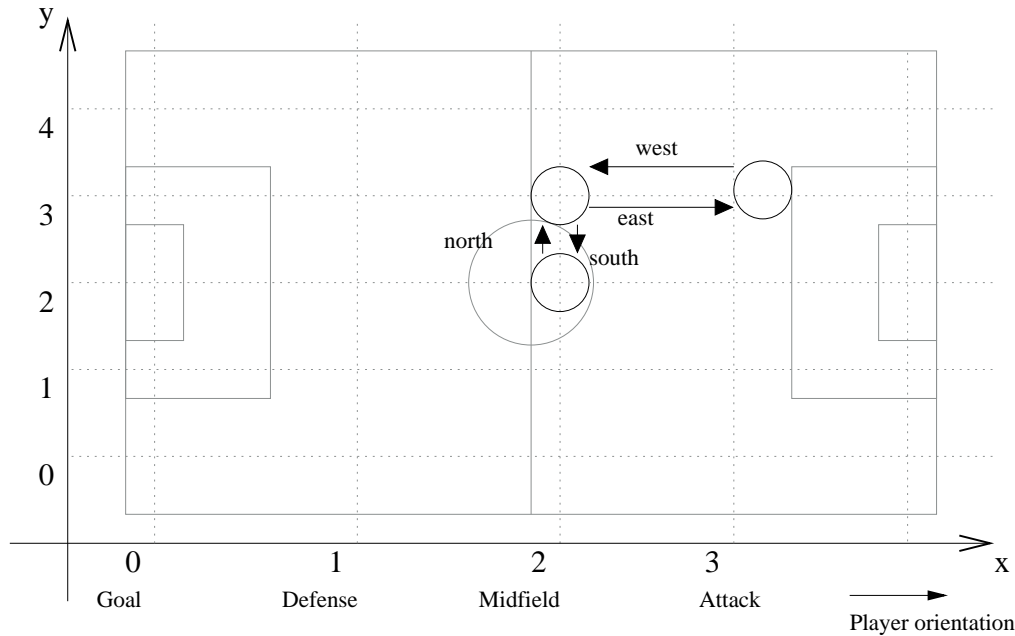 y
4
west
3
east
north
south
2
1
0
0 1 2 3 x
Goal Defense Midfield Attack
Player orientation